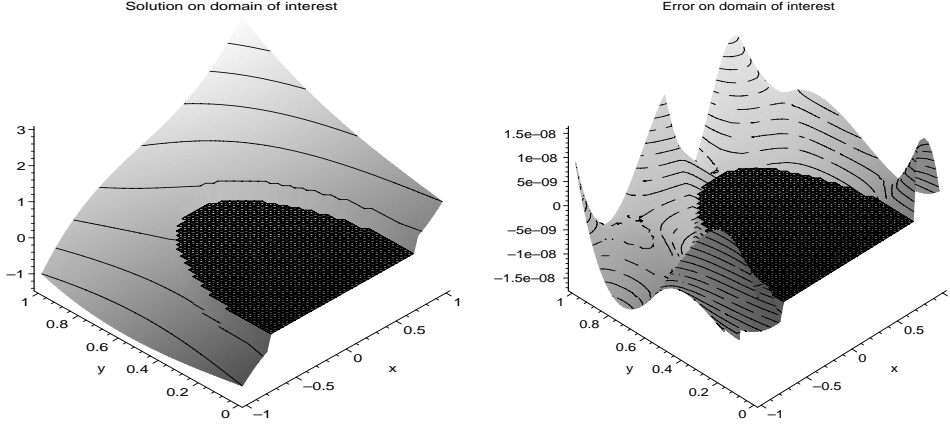 Solution on domain of interest
3
2
1
0
−1
1
0.8
0.6
y
0.4
0.2
0
−1
−0.5
0
x
0.5
1
Error on domain of interest
1.5e−08
1e−08
5e−09
0
−5e−09
−1e−08
−1.5e−08
1
0.8
0.6
y
0.4
0.2
0
−1
−0.5
0
x
0.5
1